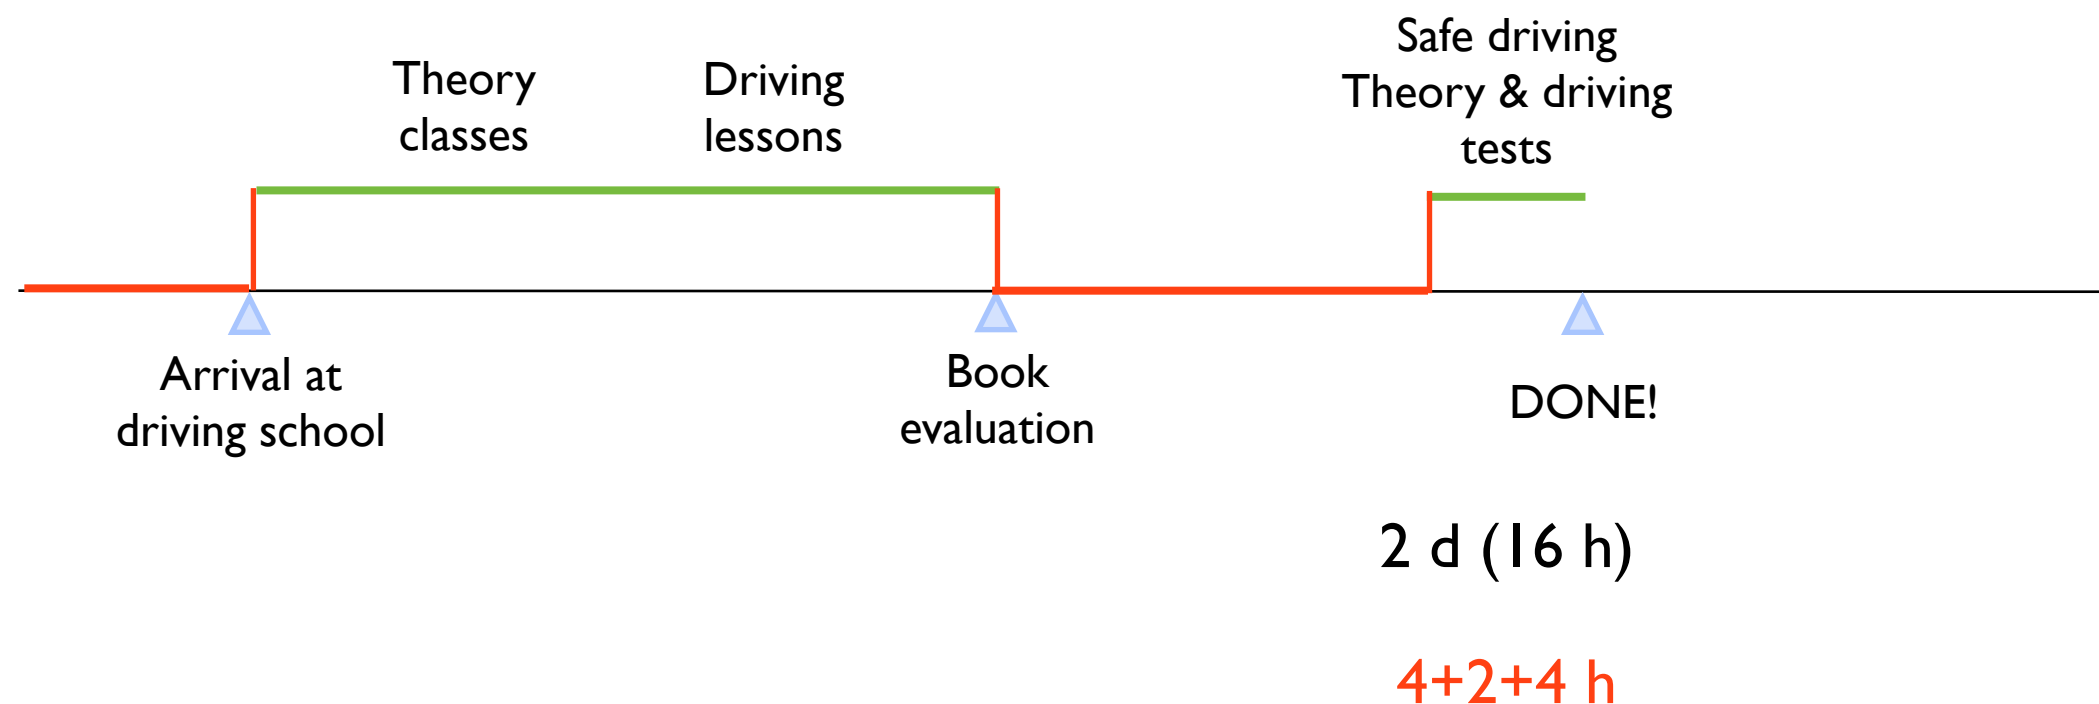 Theory
classes
Driving
lessons
Safe driving
Theory & driving
tests
Arrival at
driving school
Book
evaluation
DONE!
2 d (16 h)
4+2+4 h